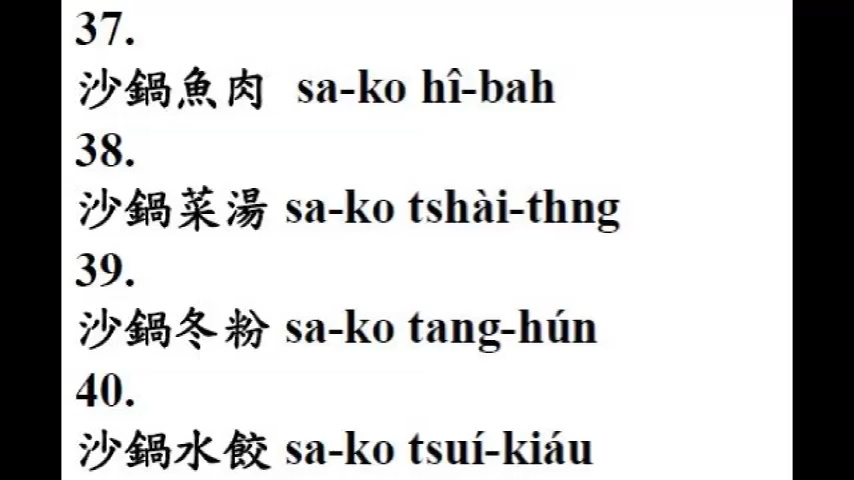 37.
沙鍋魚肉 sa-ko hî-bah
38.
沙鍋菜湯 sa-ko tshài-thng
39.
沙鍋冬粉 sa-ko tang-hún
40.
沙鍋水餃 sa-ko tsuí-kiáu